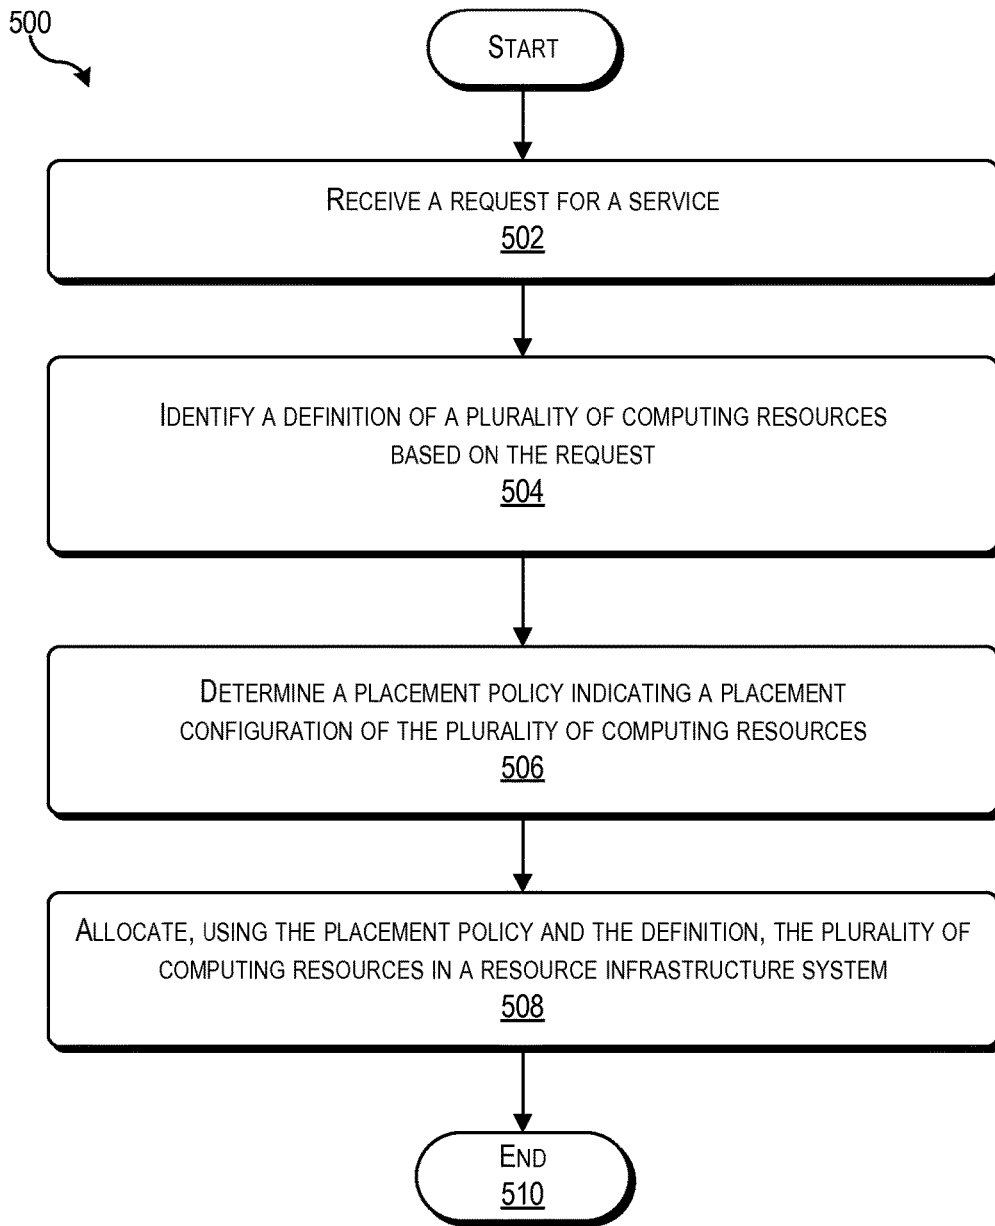 500
START
RECEIVE A REQUEST FOR A SERVICE
502
IDENTIFY A DEFINITION OF A PLURALITY OF COMPUTING RESOURCES
BASED ON THE REQUEST
504
DETERMINE A PLACEMENT POLICY INDICATING A PLACEMENT
CONFIGURATION OF THE PLURALITY OF COMPUTING RESOURCES
506
ALLOCATE, USING THE PLACEMENT POLICY AND THE DEFINITION, THE PLURALITY OF
COMPUTING RESOURCES IN A RESOURCE INFRASTRUCTURE SYSTEM
508
END
510